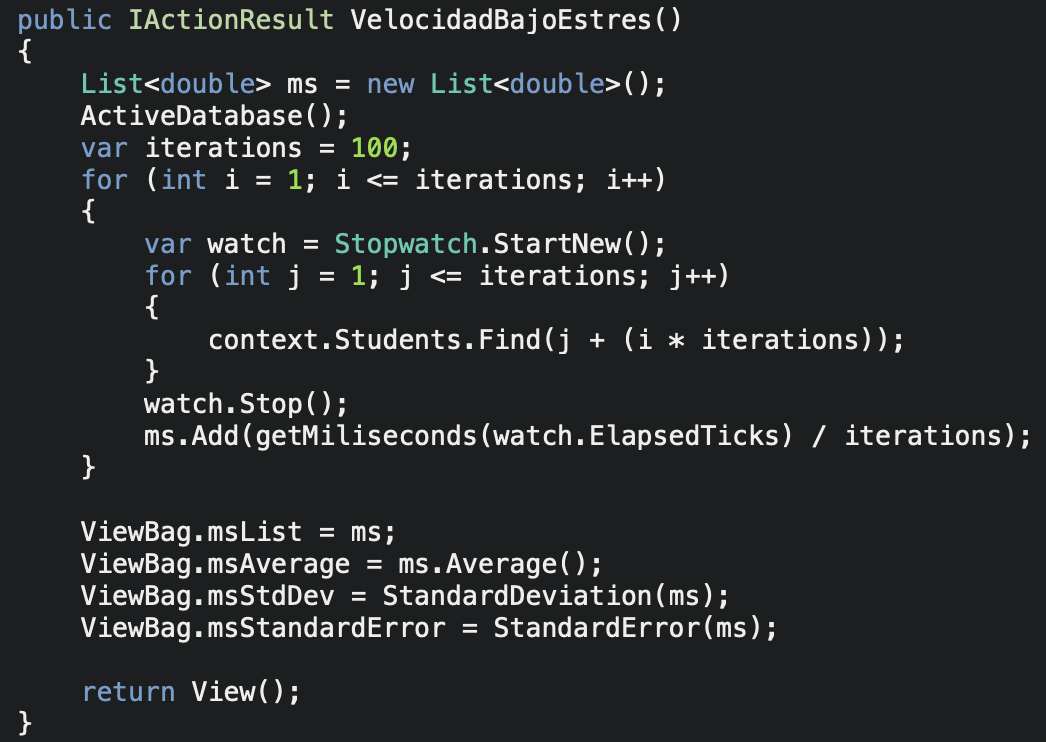 public IActionResult VelocidadBajoEstres()
{
    List<double> ms = new List<double>();
    ActiveDatabase();
    var iterations = 100;
    for (int i = 1; i <= iterations; i++)
    {
        var watch = Stopwatch.StartNew();
        for (int j = 1; j <= iterations; j++)
        {
            context.Students.Find(j + (i * iterations));
        }
        watch.Stop();
        ms.Add(getMiliseconds(watch.ElapsedTicks) / iterations);
    }

    ViewBag.msList = ms;
    ViewBag.msAverage = ms.Average();
    ViewBag.msStdDev = StandardDeviation(ms);
    ViewBag.msStandardError = StandardError(ms);

    return View();
}